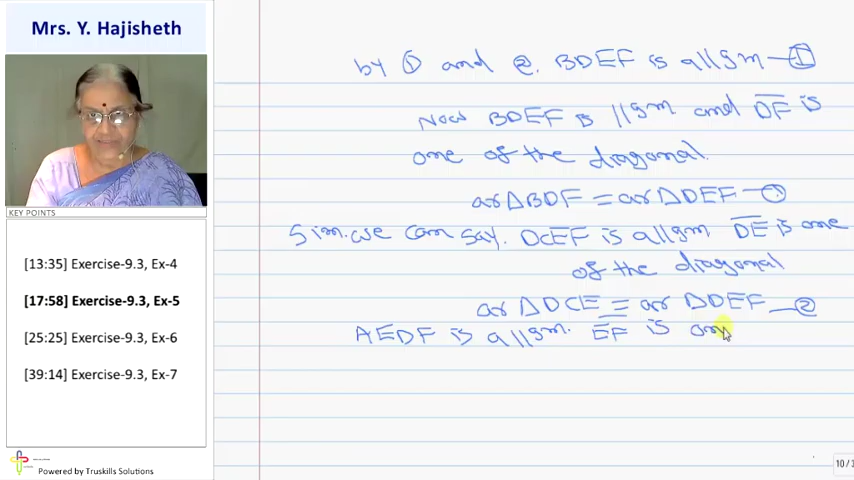 Mrs. Y. Hajisheth
KEY POINTS
[13:35] Exercise-9.3, Ex-4
[17:58] Exercise-9.3, Ex-5
[25:25] Exercise-9.3, Ex-6
[39:14] Exercise-9.3, Ex-7
Powered by Truskills Solutions
by ① and ②. BDEF is a llgm —Ⅰ
Now BDEF is llgm and DF is
one of the diagonal.
ar ΔBDF = ar ΔDEF —①
Sim. we can say. DCEF is a llgm DE is one
of the diagonal
ar ΔDCE = ar ΔDEF —②
AEDF is a llgm. EF is on
10 /